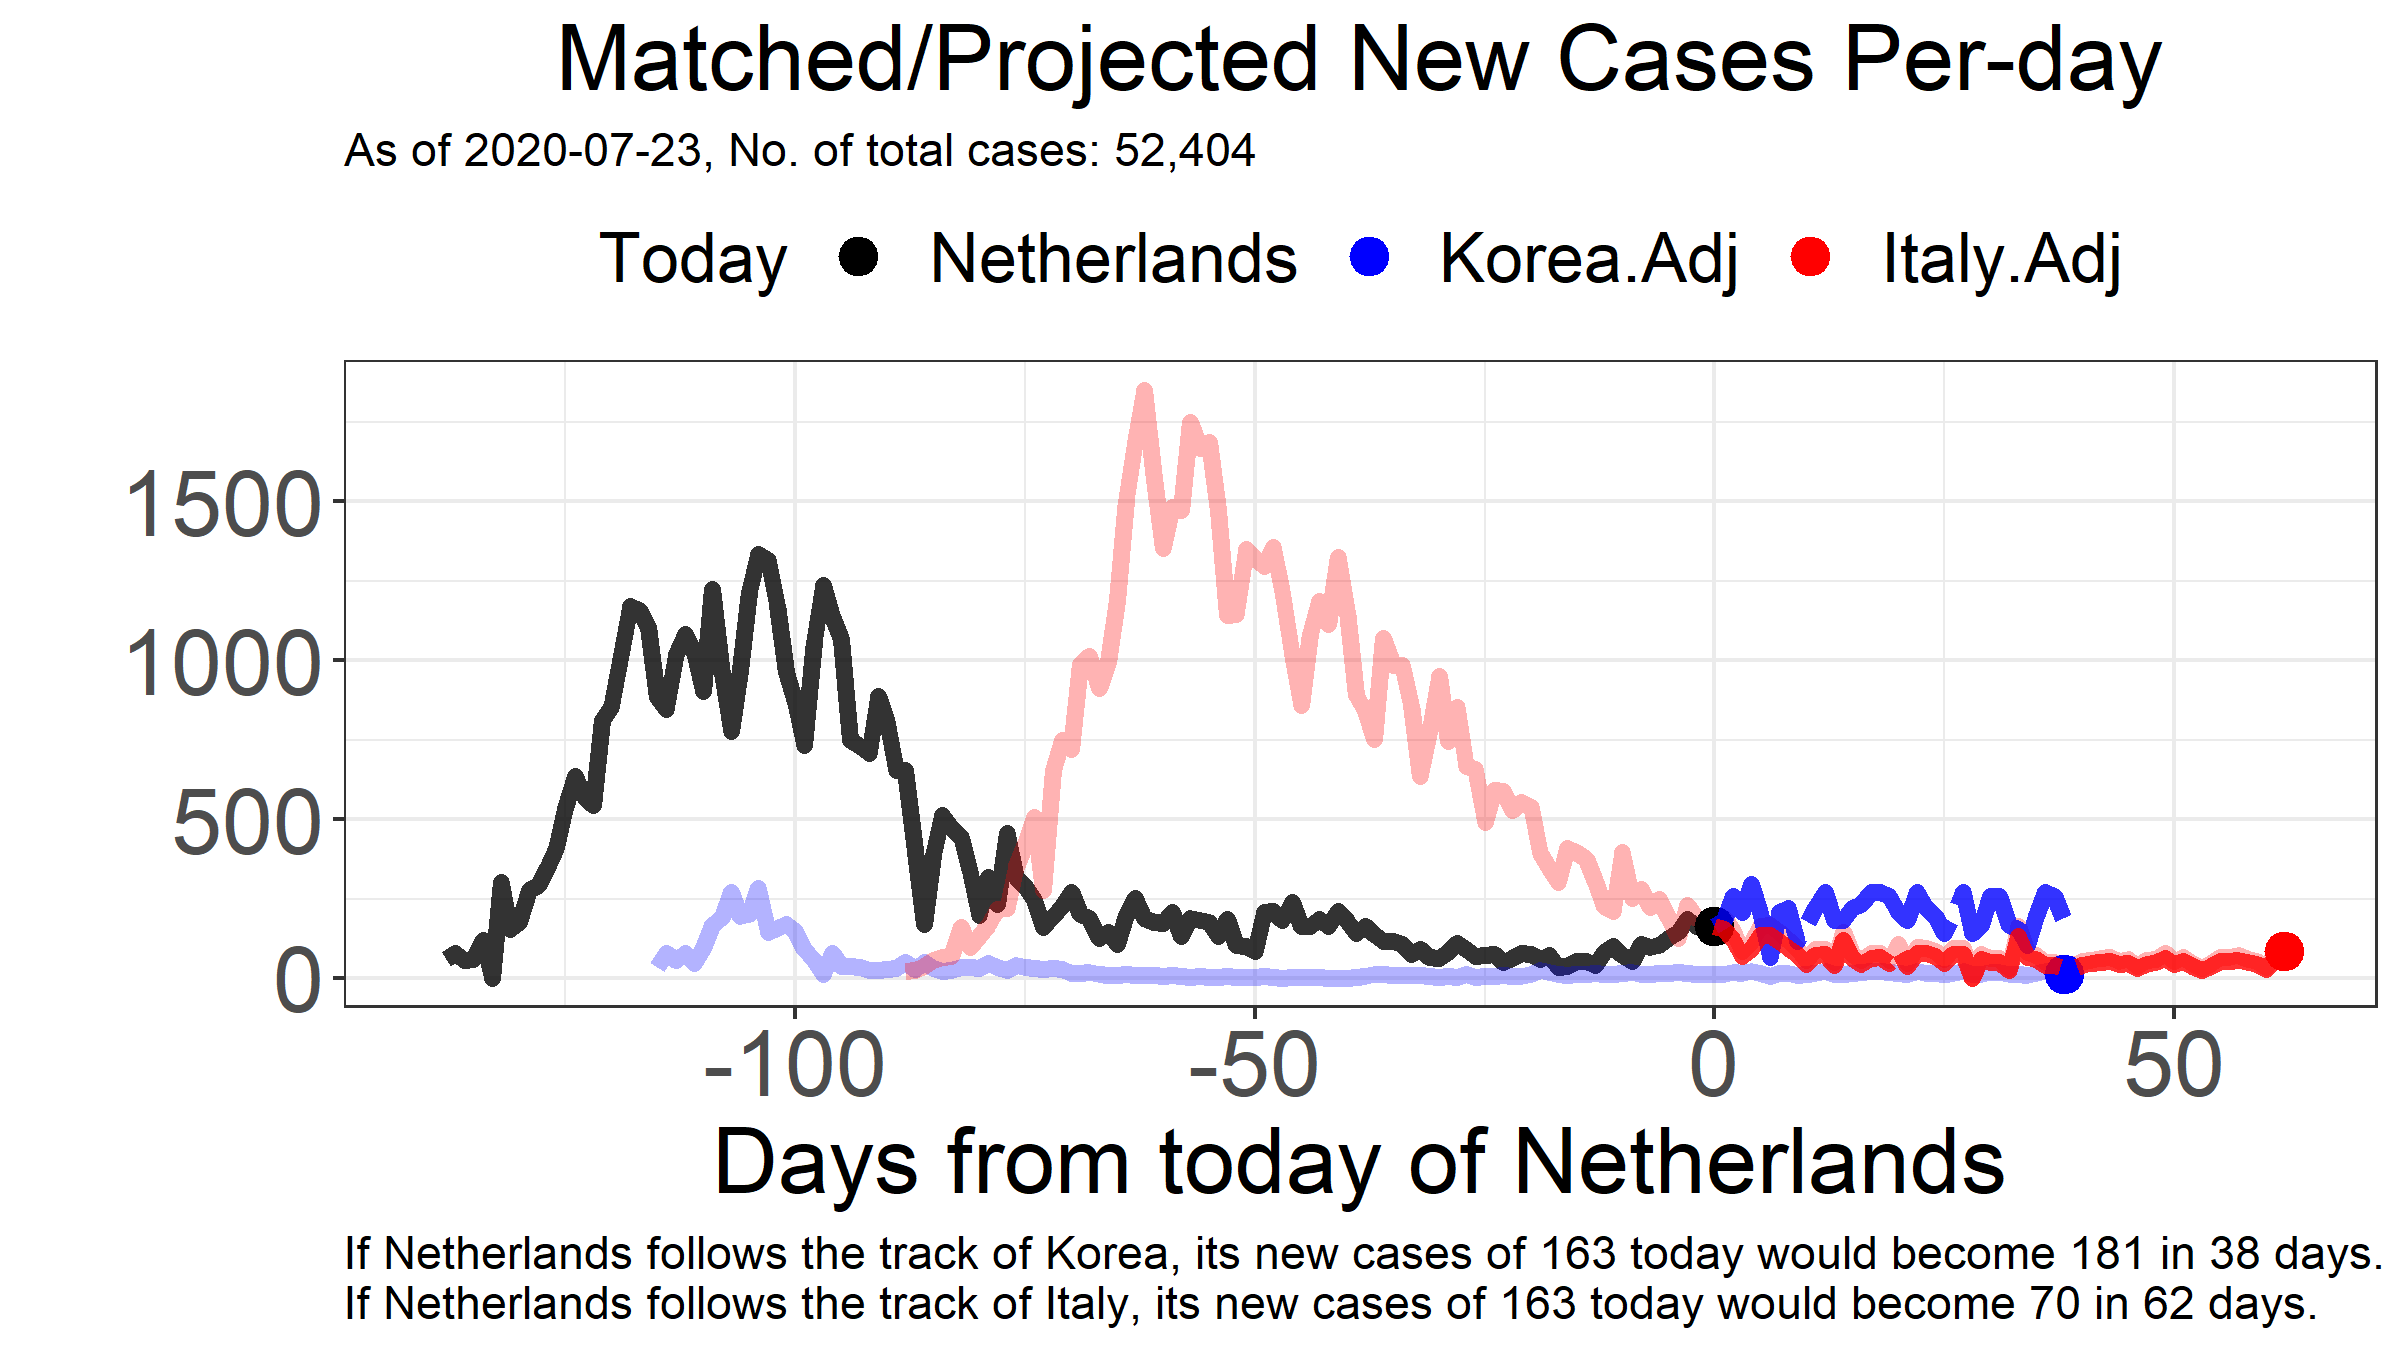 Matched/Projected New Cases Per-day
As of 2020-07-23, No. of total cases: 52,404
Today Netherlands Korea.Adj Italy.Adj
1500
1000
500
0
-100 -50 0 50
Days from today of Netherlands
If Netherlands follows the track of Korea, its new cases of 163 today would become 181 in 38 days.
If Netherlands follows the track of Italy, its new cases of 163 today would become 70 in 62 days.